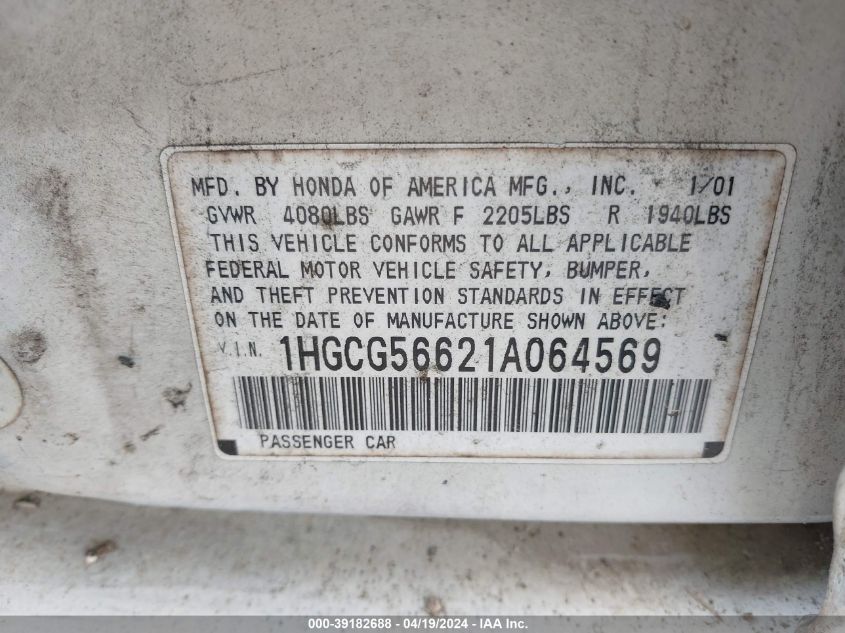 MFD. BY HONDA OF AMERICA MFG., INC. 1/01
GVWR 4080LBS GAWR F 2205LBS R 1940LBS
THIS VEHICLE CONFORMS TO ALL APPLICABLE
FEDERAL MOTOR VEHICLE SAFETY, BUMPER,
AND THEFT PREVENTION STANDARDS IN EFFECT
ON THE DATE OF MANUFACTURE SHOWN ABOVE:
V.I.N. 1HGCG56621A064569
PASSENGER CAR
000-39182688 - 04/19/2024 - IAA Inc.